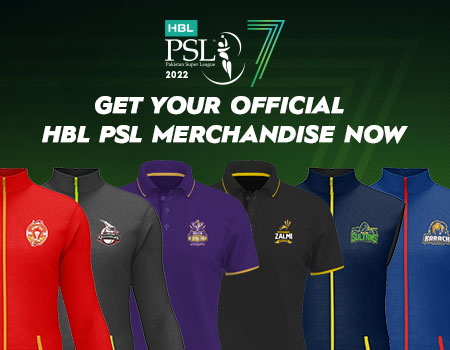 HBL
PSL
Pakistan Super League
2022
7
GET YOUR OFFICIAL
HBL PSL MERCHANDISE NOW
ZALMI
SULTANS
KARACHI